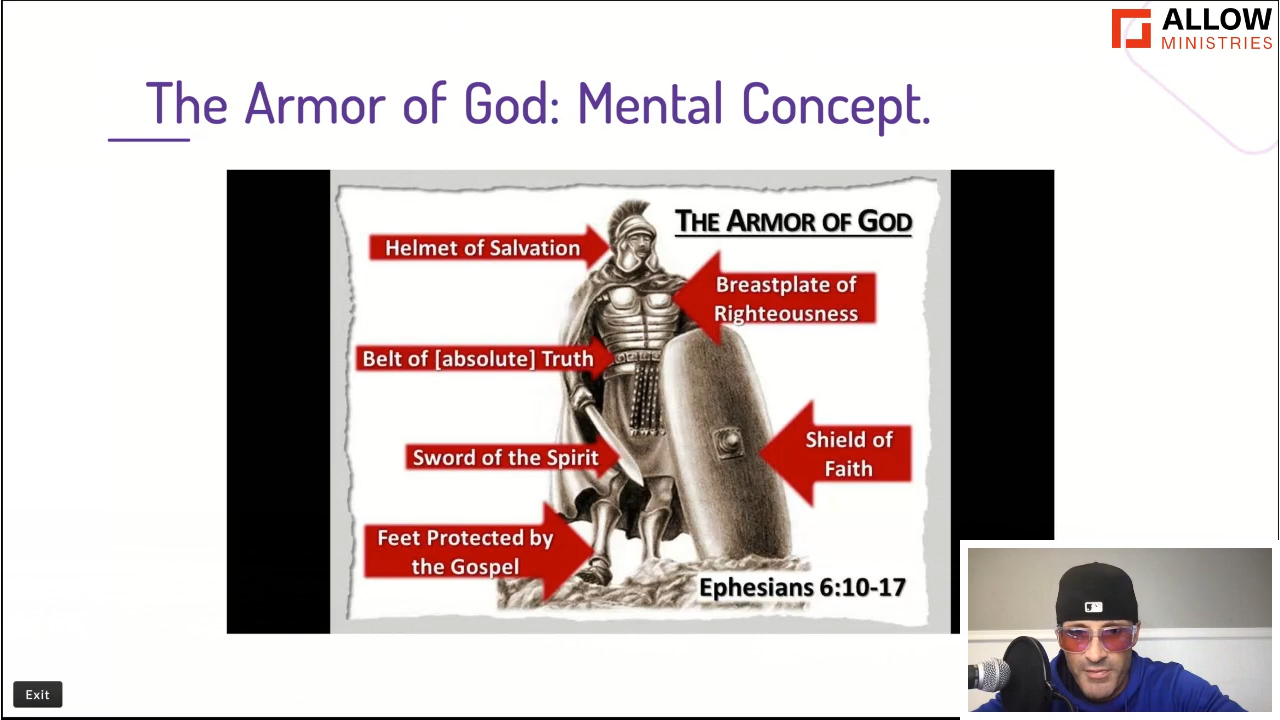 ALLOW
MINISTRIES
The Armor of God: Mental Concept.
THE ARMOR OF GOD
Helmet of Salvation
Breastplate of
Righteousness
Belt of [absolute] Truth
Shield of
Faith
Sword of the Spirit
Feet Protected by
the Gospel
Ephesians 6:10-17
Exit